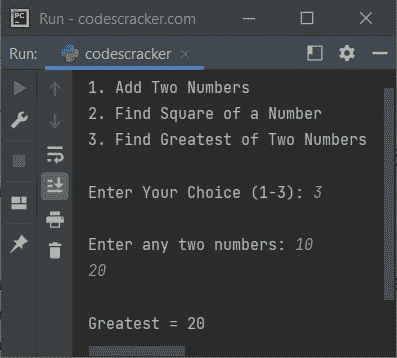 PC
Run - codescracker.com
Run: codescracker
1. Add Two Numbers
2. Find Square of a Number
3. Find Greatest of Two Numbers
Enter Your Choice (1-3): 3
Enter any two numbers: 10
20
Greatest = 20